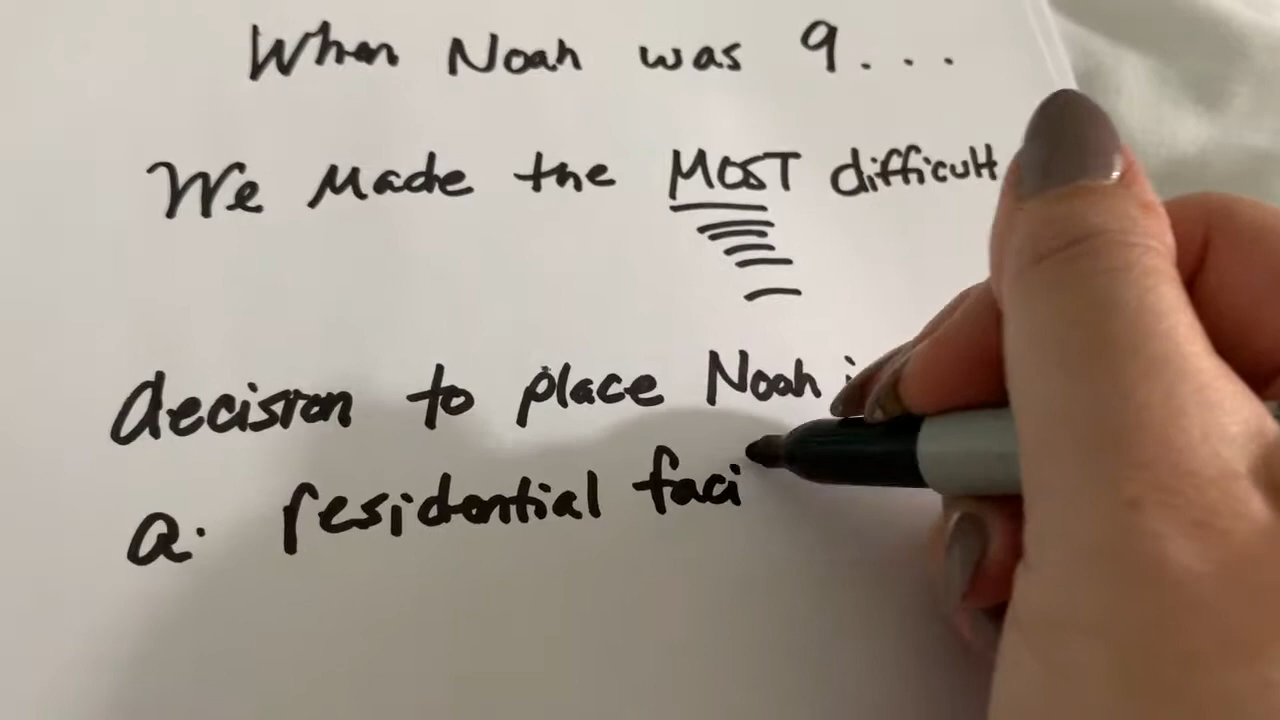 When Noah was 9...
We Made the MOST difficult
decision to place Noah i
a. residential faci